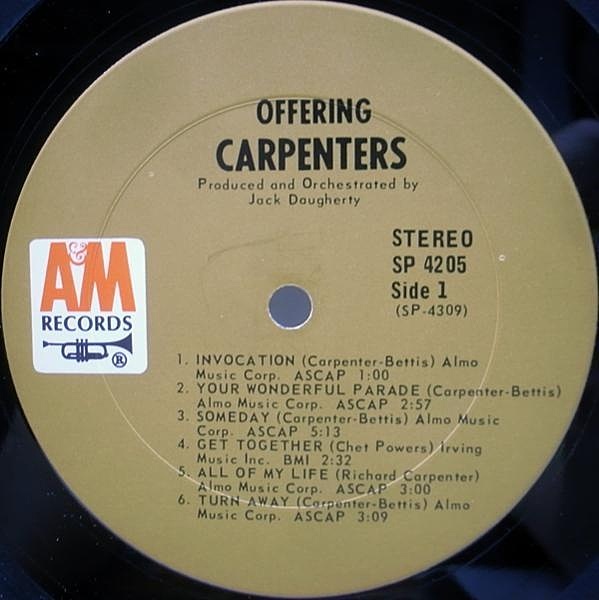 OFFERING
CARPENTERS
Produced and Orchestrated by
Jack Daugherty
STEREO
SP 4205
Side 1
(SP-4309)
A&M
RECORDS
®
1. INVOCATION (Carpenter-Bettis) Almo
Music Corp. ASCAP 1:00
2. YOUR WONDERFUL PARADE (Carpenter-Bettis)
Almo Music Corp. ASCAP 2:57
3. SOMEDAY (Carpenter-Bettis) Almo Music
Corp. ASCAP 5:13
4. GET TOGETHER (Chet Powers) Irving
Music Inc. BMI 2:32
5. ALL OF MY LIFE (Richard Carpenter)
Almo Music Corp. ASCAP 3:00
6. TURN AWAY (Carpenter-Bettis) Almo
Music Corp. ASCAP 3:09